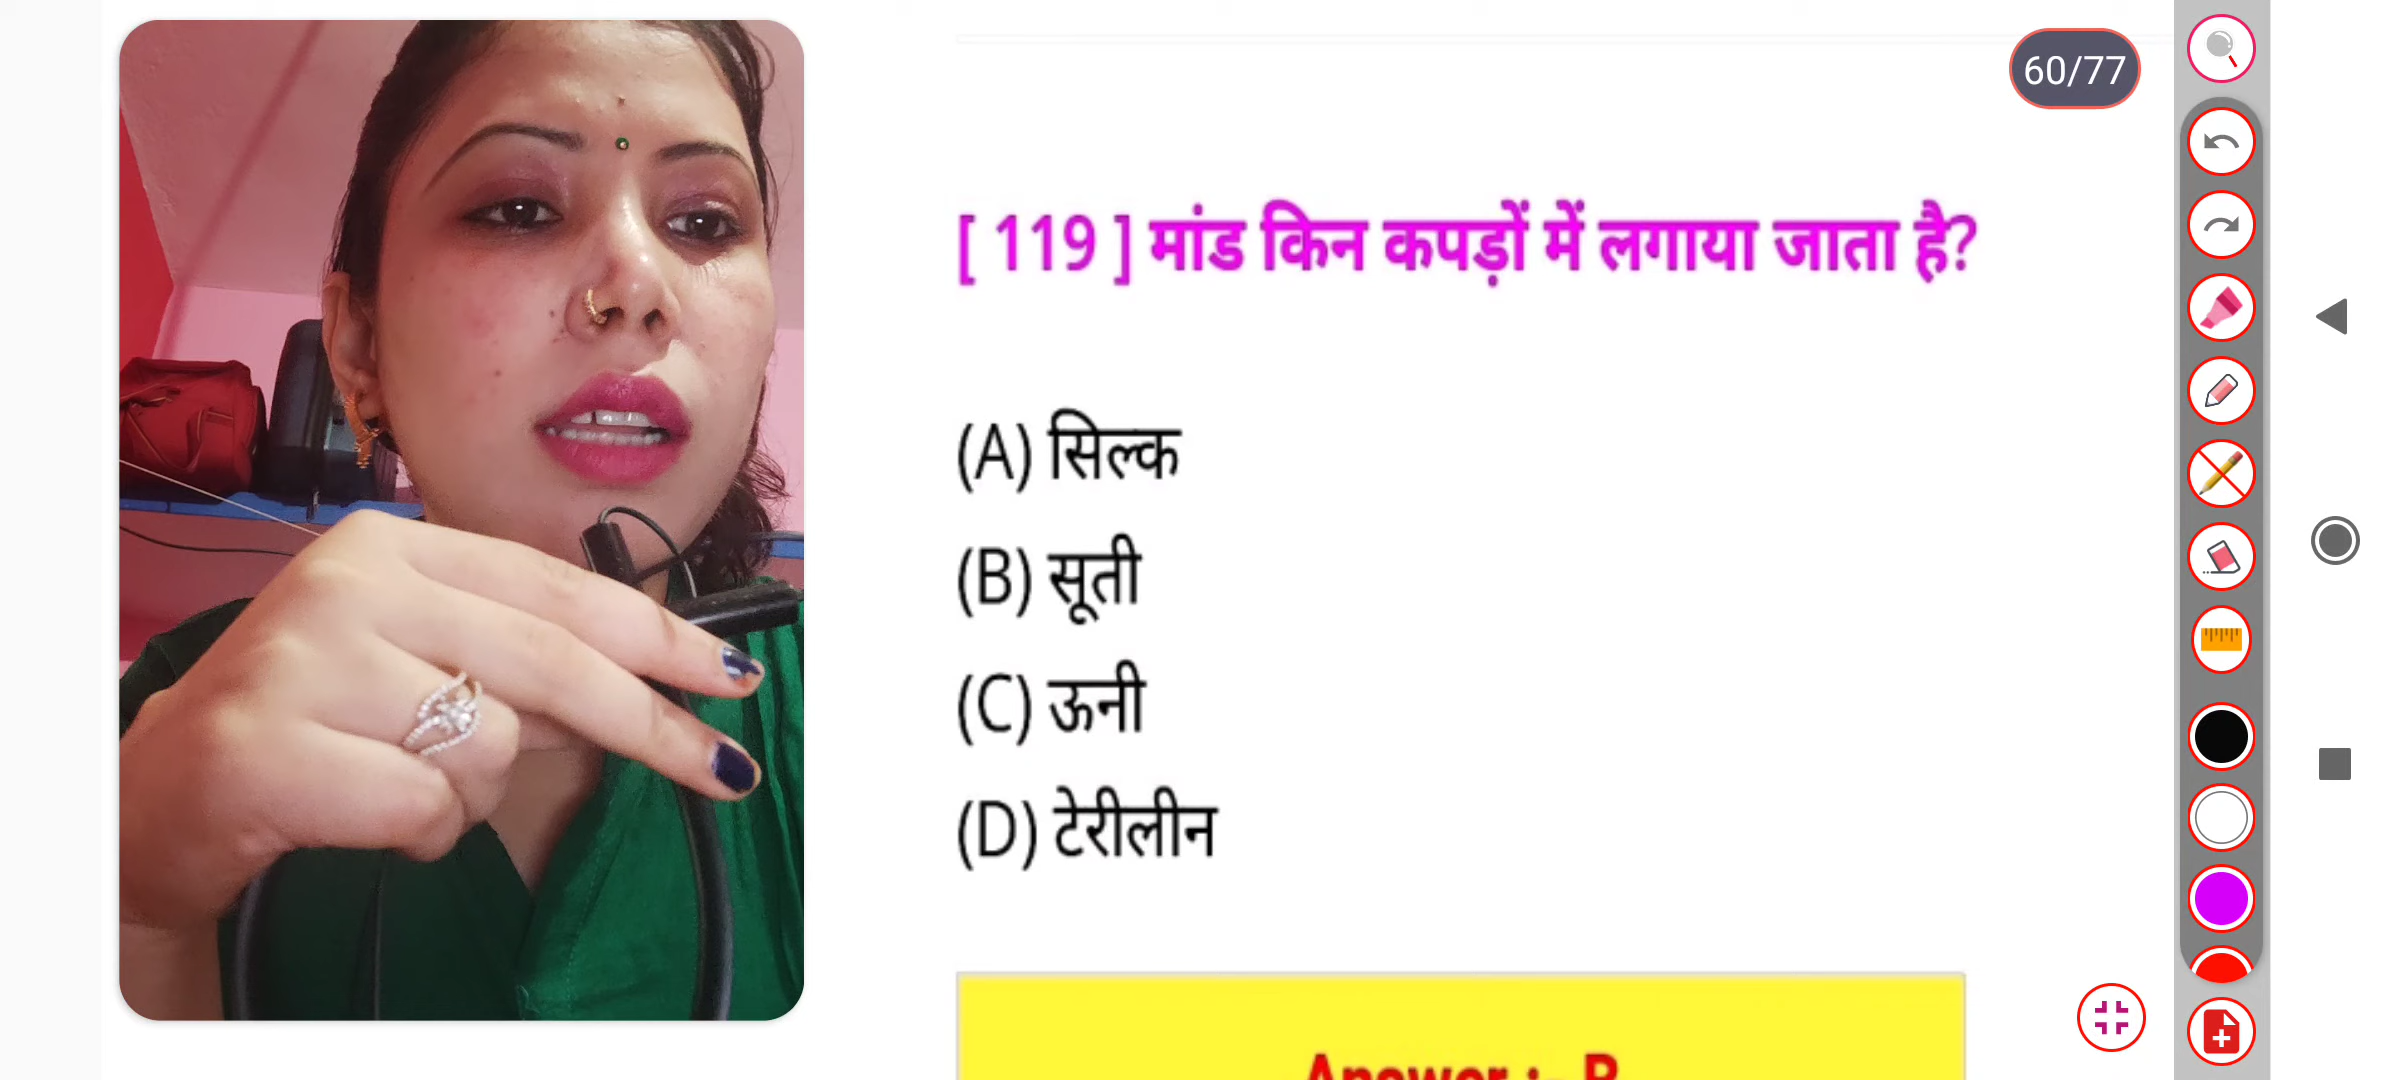 60/77
[ 119 ] मांड किन कपड़ों में लगाया जाता है?
(A) सिल्क
(B) सूती
(C) ऊनी
(D) टेरीलीन
Answer :- B